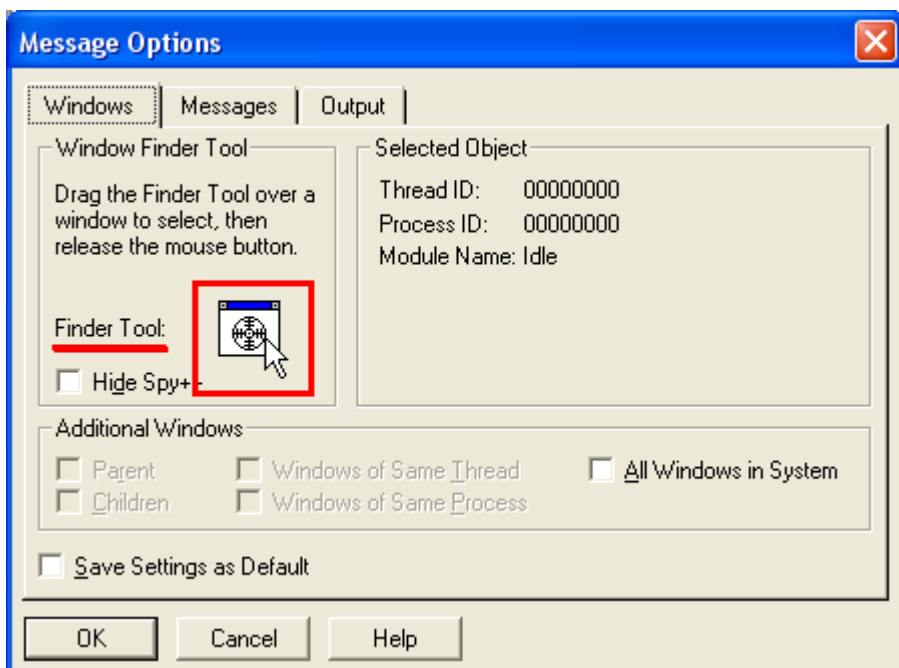 Message Options
Windows Messages Output
Window Finder Tool
Drag the Finder Tool over a
window to select, then
release the mouse button.
Finder Tool:
Hide Spy++
Selected Object
Thread ID: 00000000
Process ID: 00000000
Module Name: Idle
Additional Windows
Parent Windows of Same Thread All Windows in System
Children Windows of Same Process
Save Settings as Default
OK Cancel Help